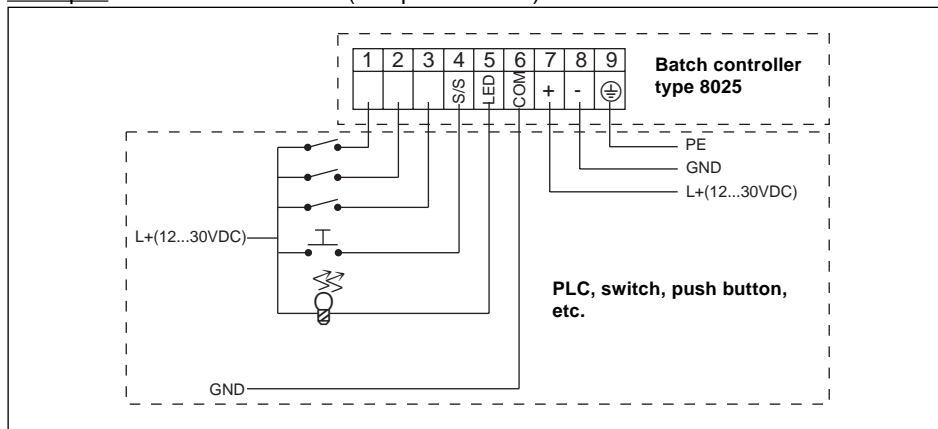 1 2 3 4 5 6 7 8 9
S/S LED COM + -
Batch controller
type 8025
PE
GND
L+(12...30VDC)
L+(12...30VDC)
PLC, switch, push button,
etc.
GND